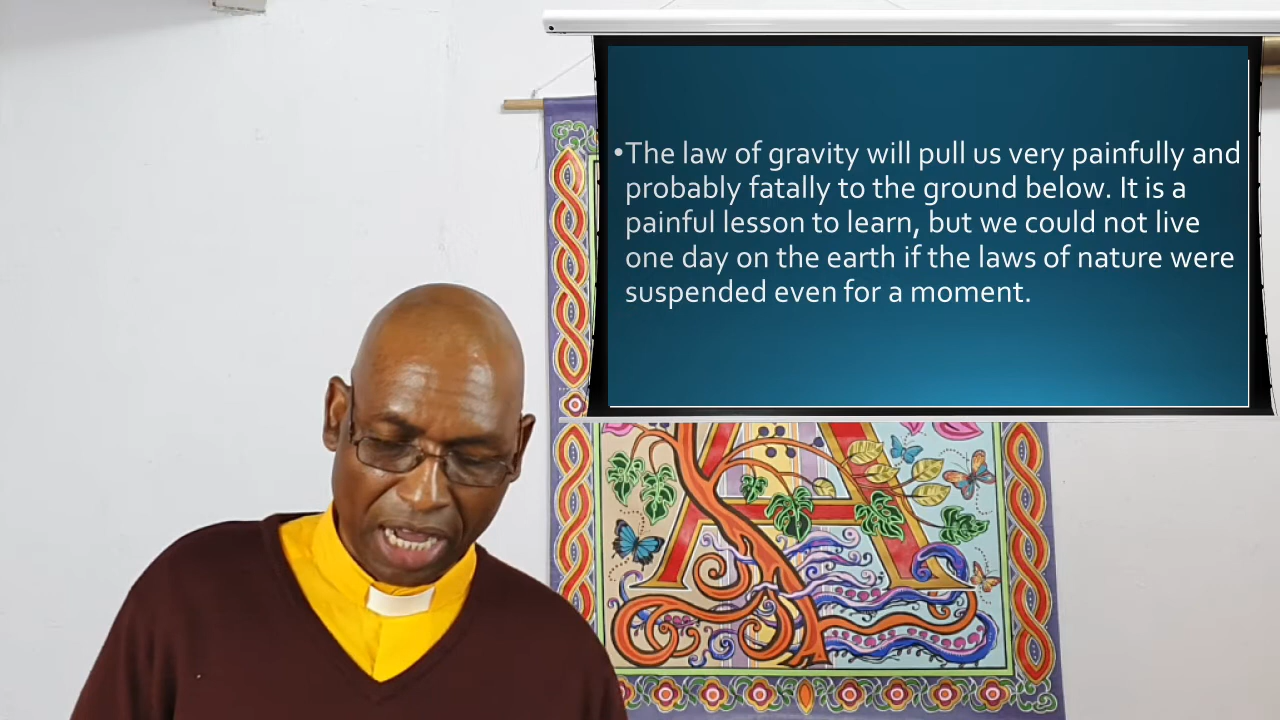 •The law of gravity will pull us very painfully and
probably fatally to the ground below. It is a
painful lesson to learn, but we could not live
one day on the earth if the laws of nature were
suspended even for a moment.
A